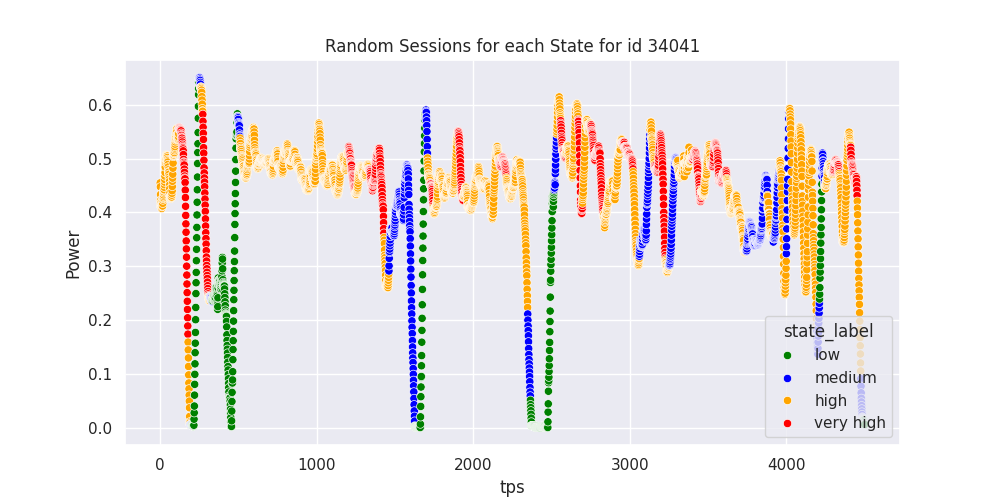 Random Sessions for each State for id 34041
Power
0.6
0.5
0.4
0.3
0.2
0.1
0.0
0
1000
2000
3000
4000
tps
state_label
low
medium
high
very high